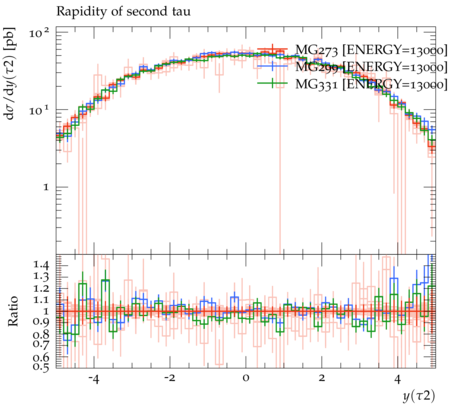 Rapidity of second tau
dσ/dy(τ2) [pb]
10²
10¹
1
MG273 [ENERGY=13000]
MG299 [ENERGY=13000]
MG331 [ENERGY=13000]
Ratio
1.4
1.3
1.2
1.1
1
0.9
0.8
0.7
0.6
0.5
-4 -2 0 2 4
y(τ2)